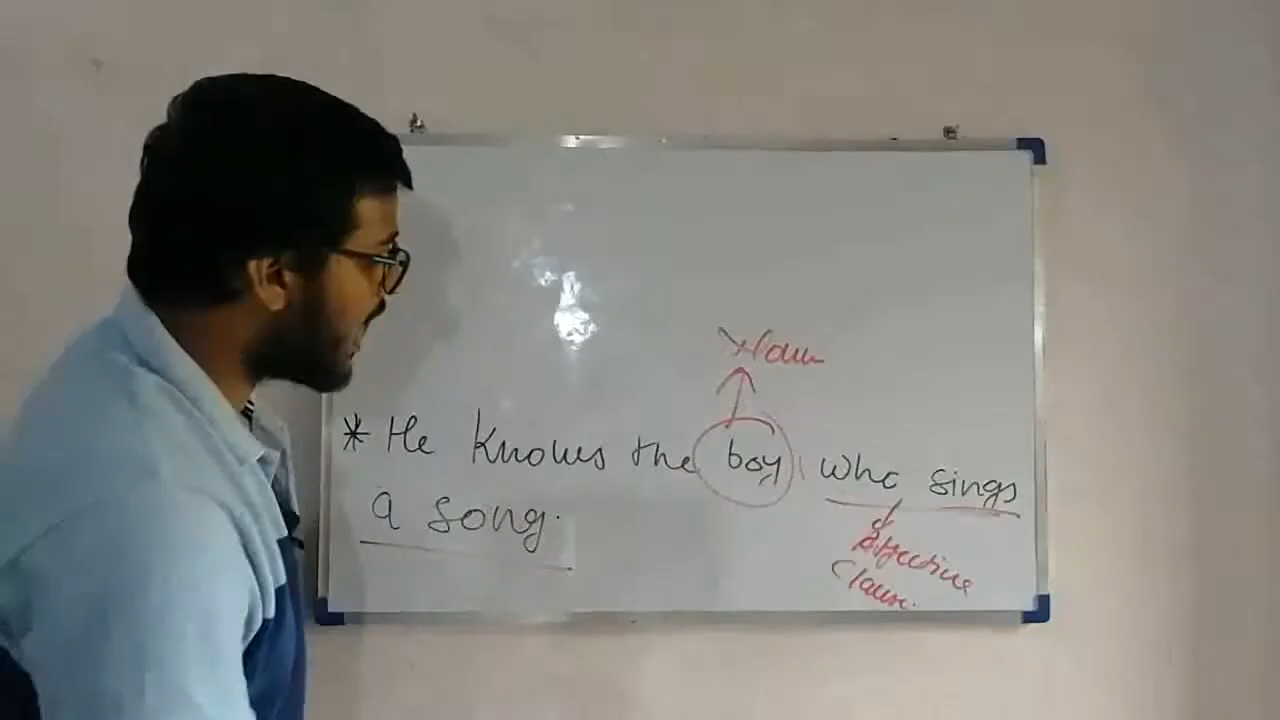 Noun
* He knows the boy who sings
a song.
Adjective
Clause.